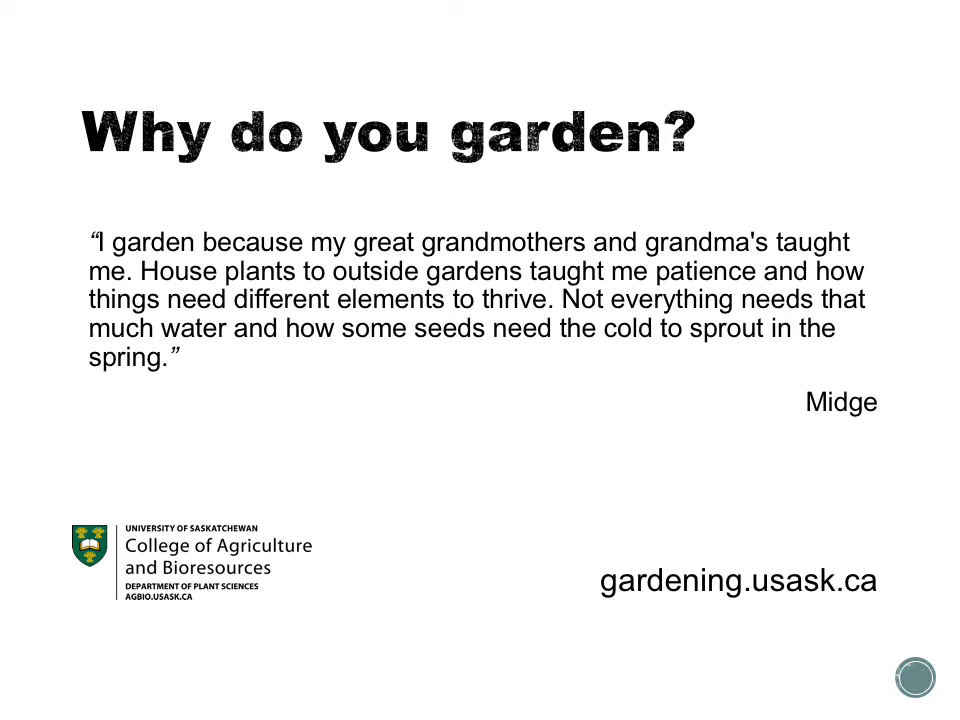 Why do you garden?
“I garden because my great grandmothers and grandma's taught
me. House plants to outside gardens taught me patience and how
things need different elements to thrive. Not everything needs that
much water and how some seeds need the cold to sprout in the
spring.”
Midge
UNIVERSITY OF SASKATCHEWAN
College of Agriculture
and Bioresources
DEPARTMENT OF PLANT SCIENCES
AGBIO.USASK.CA
gardening.usask.ca